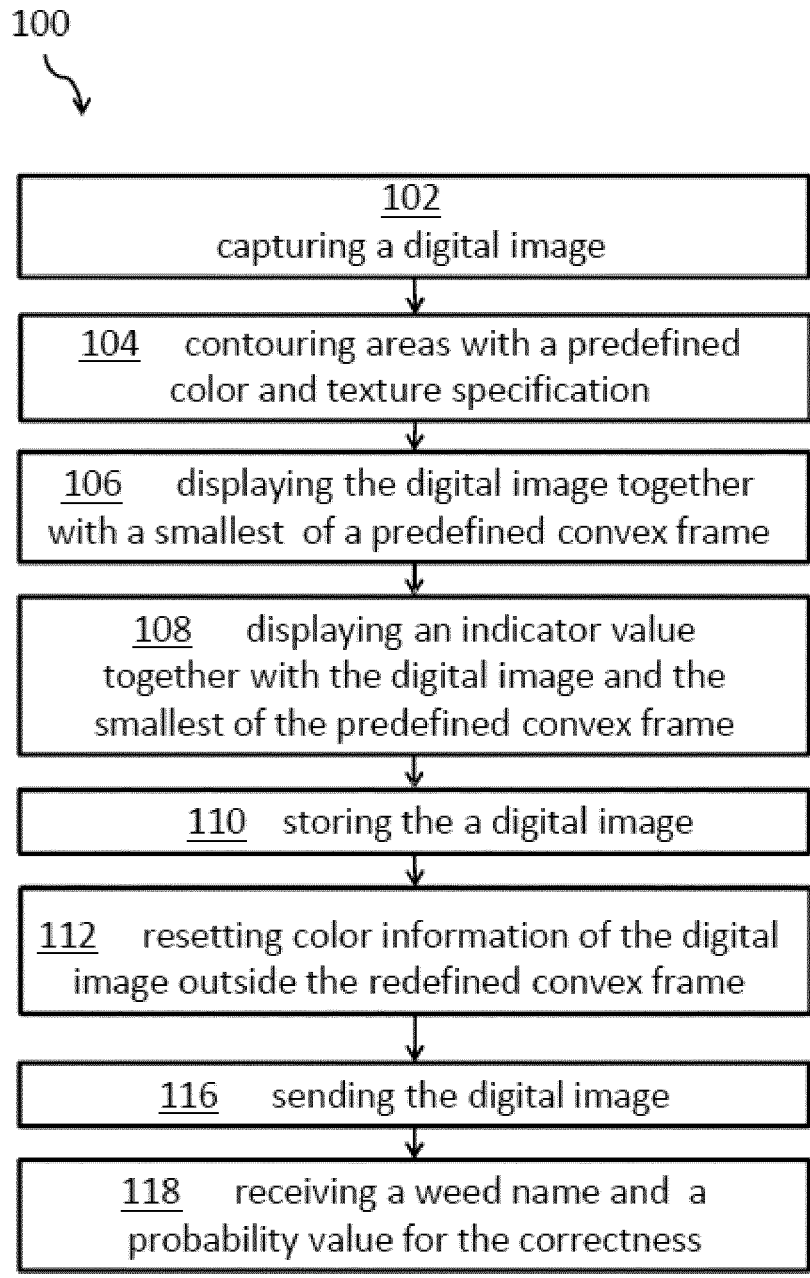 100
102
capturing a digital image
104 contouring areas with a predefined
color and texture specification
106 displaying the digital image together
with a smallest of a predefined convex frame
108 displaying an indicator value
together with the digital image and the
smallest of the predefined convex frame
110 storing the a digital image
112 resetting color information of the digital
image outside the redefined convex frame
116 sending the digital image
118 receiving a weed name and a
probability value for the correctness